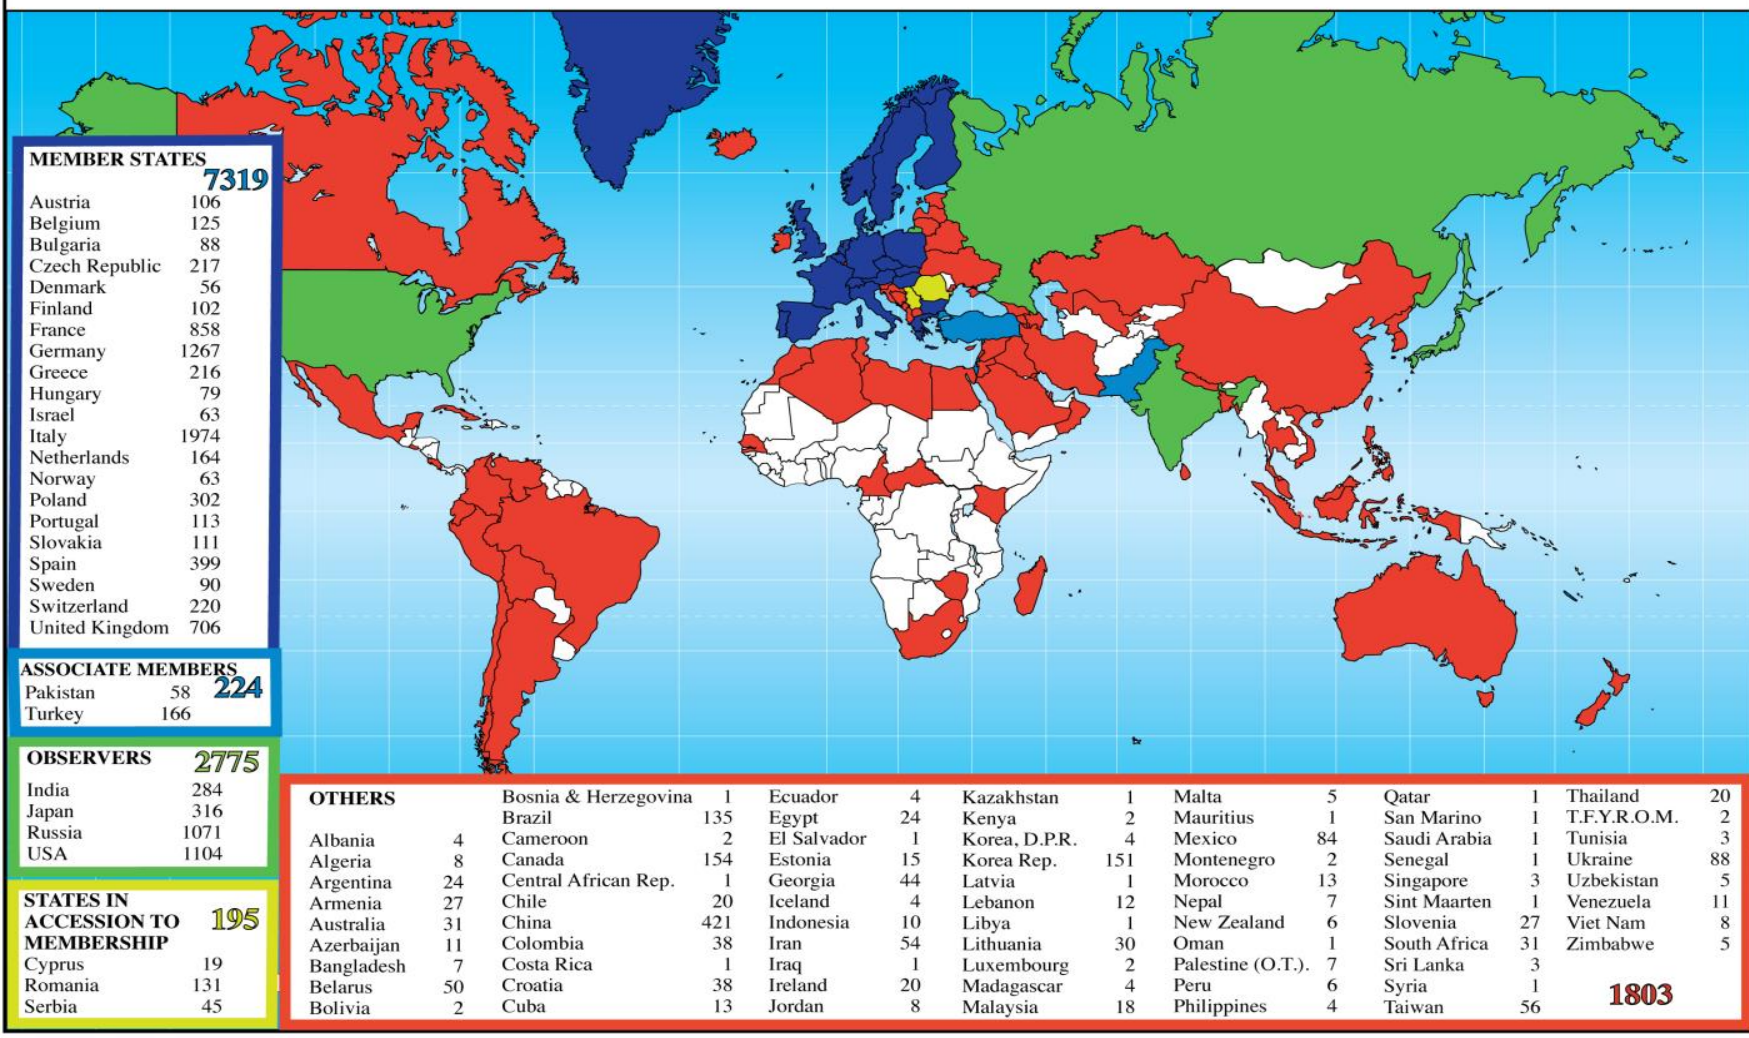 MEMBER STATES
7319
Austria 106
Belgium 125
Bulgaria 88
Czech Republic 217
Denmark 56
Finland 102
France 858
Germany 1267
Greece 216
Hungary 79
Israel 63
Italy 1974
Netherlands 164
Norway 63
Poland 302
Portugal 113
Slovakia 111
Spain 399
Sweden 90
Switzerland 220
United Kingdom 706
ASSOCIATE MEMBERS
224
Pakistan 58
Turkey 166
OBSERVERS 2775
India 284
Japan 316
Russia 1071
USA 1104
STATES IN
ACCESSION TO 195
MEMBERSHIP
Cyprus 19
Romania 131
Serbia 45
OTHERS
Albania 4
Algeria 8
Argentina 24
Armenia 27
Australia 31
Azerbaijan 11
Bangladesh 7
Belarus 50
Bolivia 2
Bosnia & Herzegovina 1
Brazil 135
Cameroon 2
Canada 154
Central African Rep. 1
Chile 20
China 421
Colombia 38
Costa Rica 1
Croatia 38
Cuba 13
Ecuador 4
Egypt 24
El Salvador 1
Estonia 15
Georgia 44
Iceland 4
Indonesia 10
Iran 54
Iraq 1
Ireland 20
Jordan 8
Kazakhstan 1
Kenya 2
Korea, D.P.R. 4
Korea Rep. 151
Latvia 1
Lebanon 12
Libya 1
Lithuania 30
Luxembourg 2
Madagascar 4
Malaysia 18
Malta 5
Mauritius 1
Mexico 84
Montenegro 2
Morocco 13
Nepal 7
New Zealand 6
Oman 1
Palestine (O.T.). 7
Peru 6
Philippines 4
Qatar 1
San Marino 1
Saudi Arabia 1
Senegal 1
Singapore 3
Sint Maarten 1
Slovenia 27
South Africa 31
Sri Lanka 3
Syria 1
Taiwan 56
Thailand 20
T.F.Y.R.O.M. 2
Tunisia 3
Ukraine 88
Uzbekistan 5
Venezuela 11
Viet Nam 8
Zimbabwe 5
1803